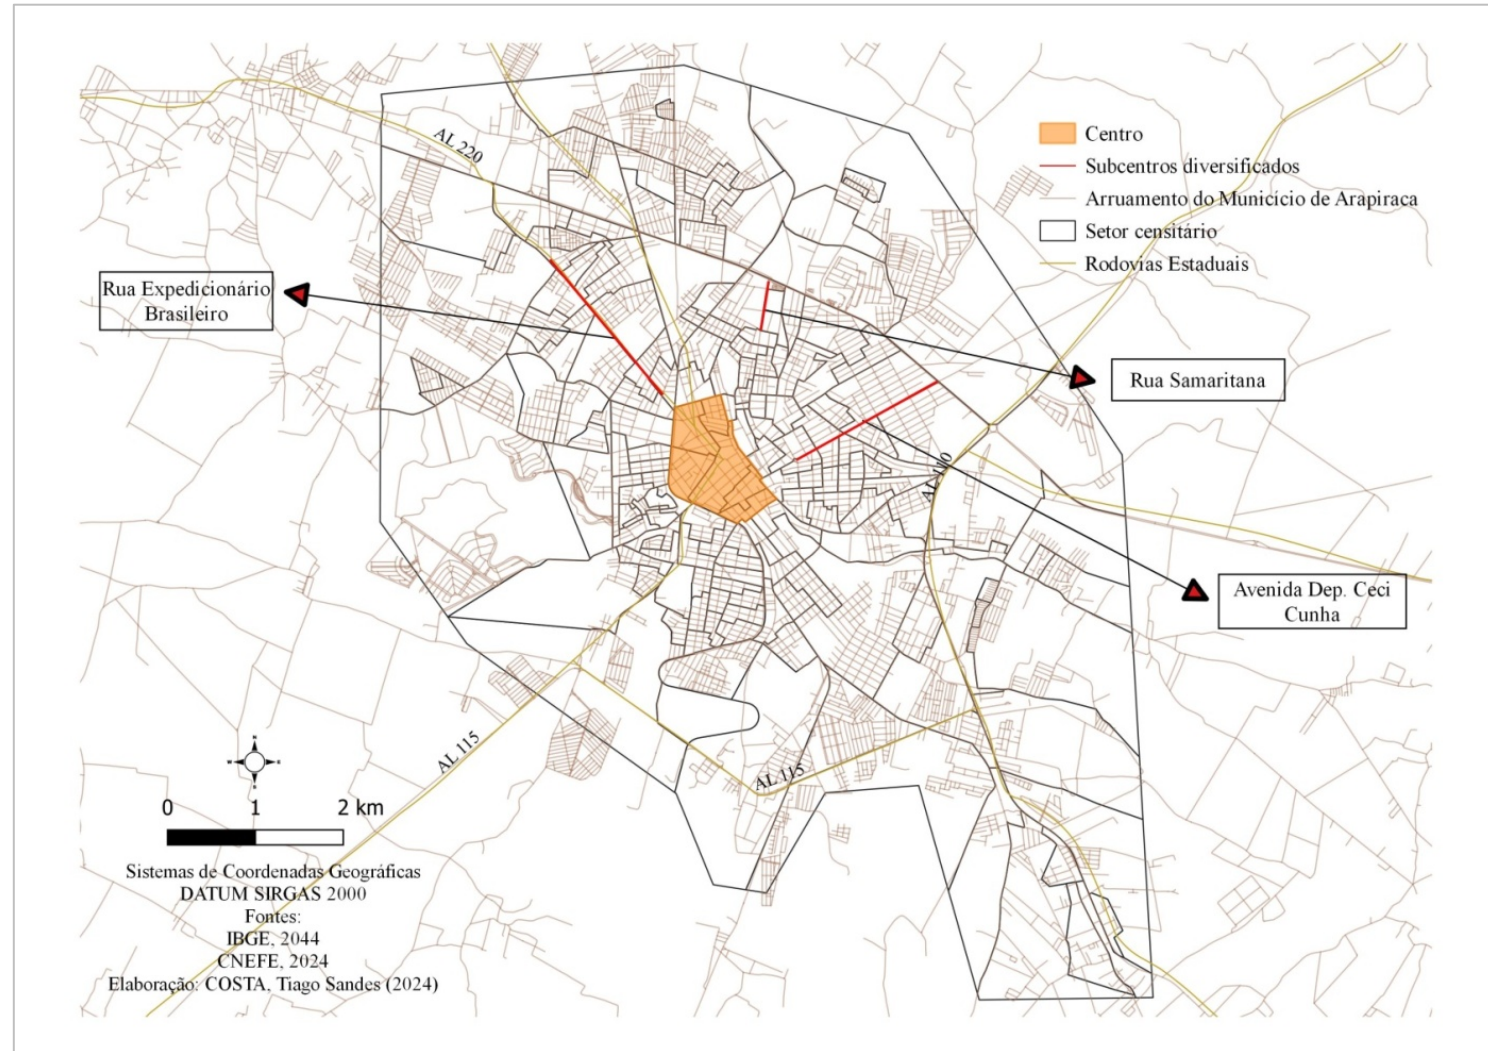 AL 220
Centro
Subcentros diversificados
Arruamento do Municício de Arapiraca
Setor censitário
Rodovias Estaduais
Rua Expedicionário
Brasileiro
Rua Samaritana
Avenida Dep. Ceci
Cunha
AL 115
AL 115
0 1 2 km
Sistemas de Coordenadas Geográficas
DATUM SIRGAS 2000
Fontes:
IBGE, 2044
CNEFE, 2024
Elaboração: COSTA, Tiago Sandes (2024)